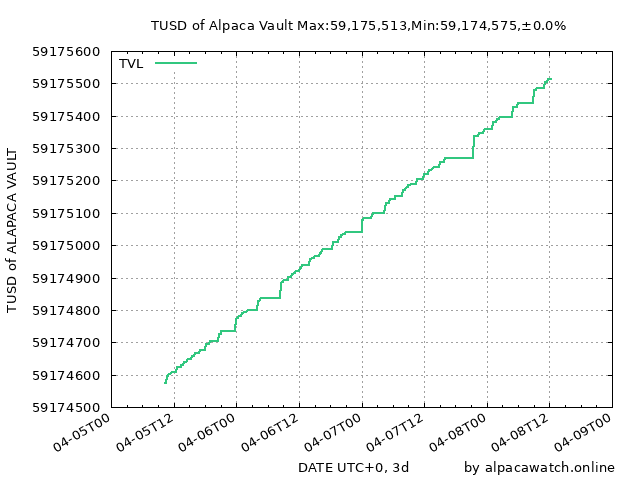 TUSD of Alpaca Vault Max:59,175,513,Min:59,174,575,±0.0%
TVL
59175600
59175500
59175400
59175300
59175200
59175100
59175000
59174900
59174800
59174700
59174600
59174500
TUSD of ALAPACA VAULT
04-05T00
04-05T12
04-06T00
04-06T12
04-07T00
04-07T12
04-08T00
04-08T12
04-09T00
DATE UTC+0, 3d
by alpacawatch.online